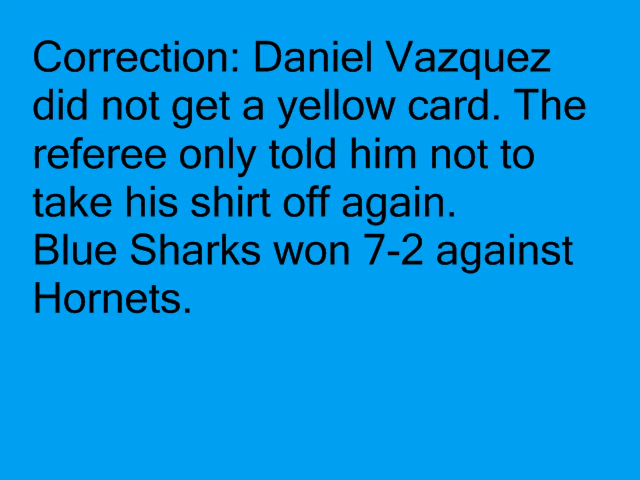 Correction: Daniel Vazquez
did not get a yellow card. The
referee only told him not to
take his shirt off again.
Blue Sharks won 7-2 against
Hornets.